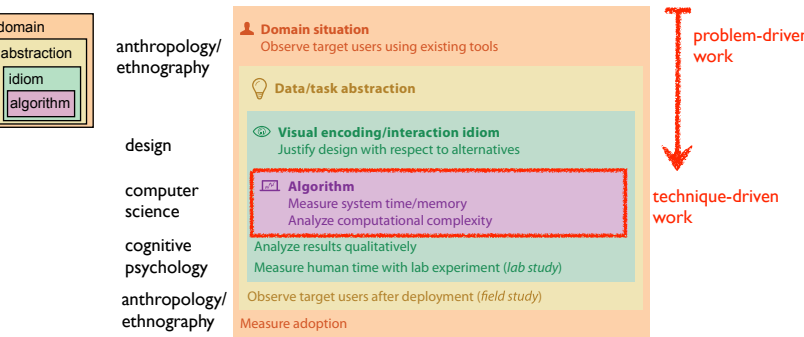 domain
abstraction
idiom
algorithm
anthropology/
ethnography
design
computer
science
cognitive
psychology
anthropology/
ethnography
Domain situation
Observe target users using existing tools
Data/task abstraction
Visual encoding/interaction idiom
Justify design with respect to alternatives
Algorithm
Measure system time/memory
Analyze computational complexity
Analyze results qualitatively
Measure human time with lab experiment (lab study)
Observe target users after deployment (field study)
Measure adoption
problem-driven
work
technique-driven
work